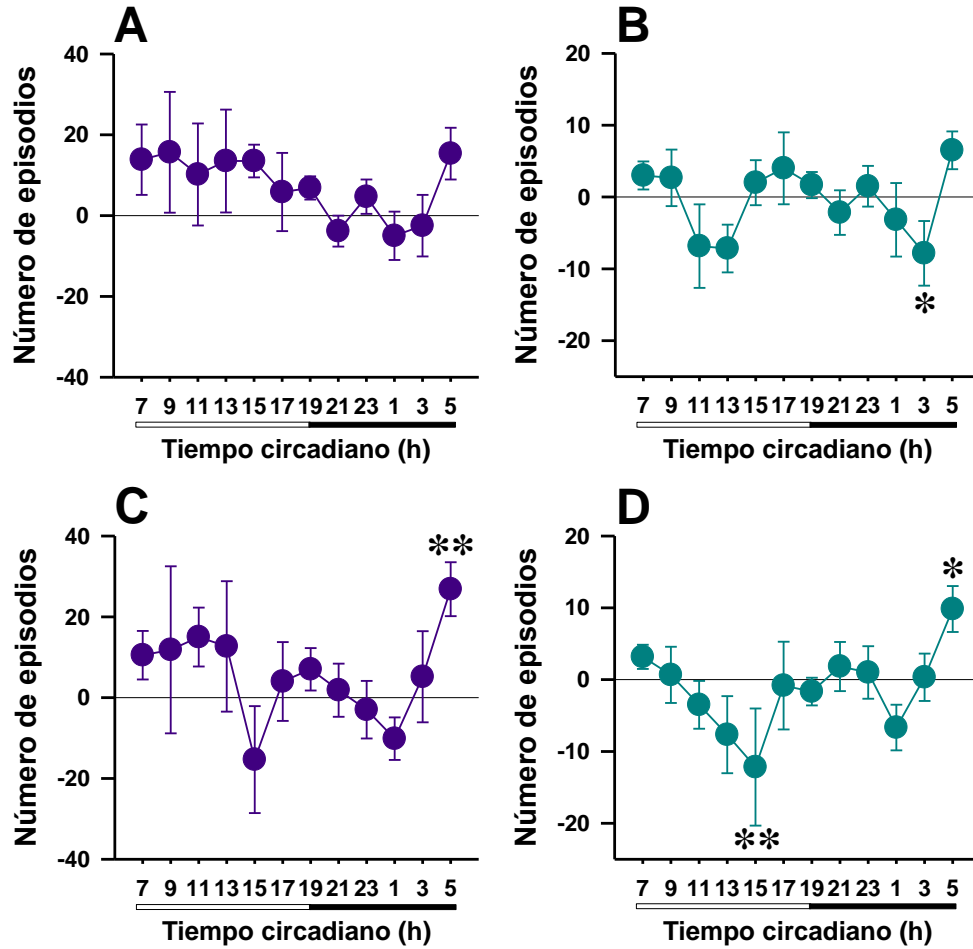 A
Número de episodios
40
20
0
-20
-40
7 9 11 13 15 17 19 21 23 1 3 5
Tiempo circadiano (h)
B
Número de episodios
20
10
0
-10
-20
*
7 9 11 13 15 17 19 21 23 1 3 5
Tiempo circadiano (h)
C
Número de episodios
40
20
0
-20
-40
**
7 9 11 13 15 17 19 21 23 1 3 5
Tiempo circadiano (h)
D
Número de episodios
20
10
0
-10
-20
*
**
7 9 11 13 15 17 19 21 23 1 3 5
Tiempo circadiano (h)